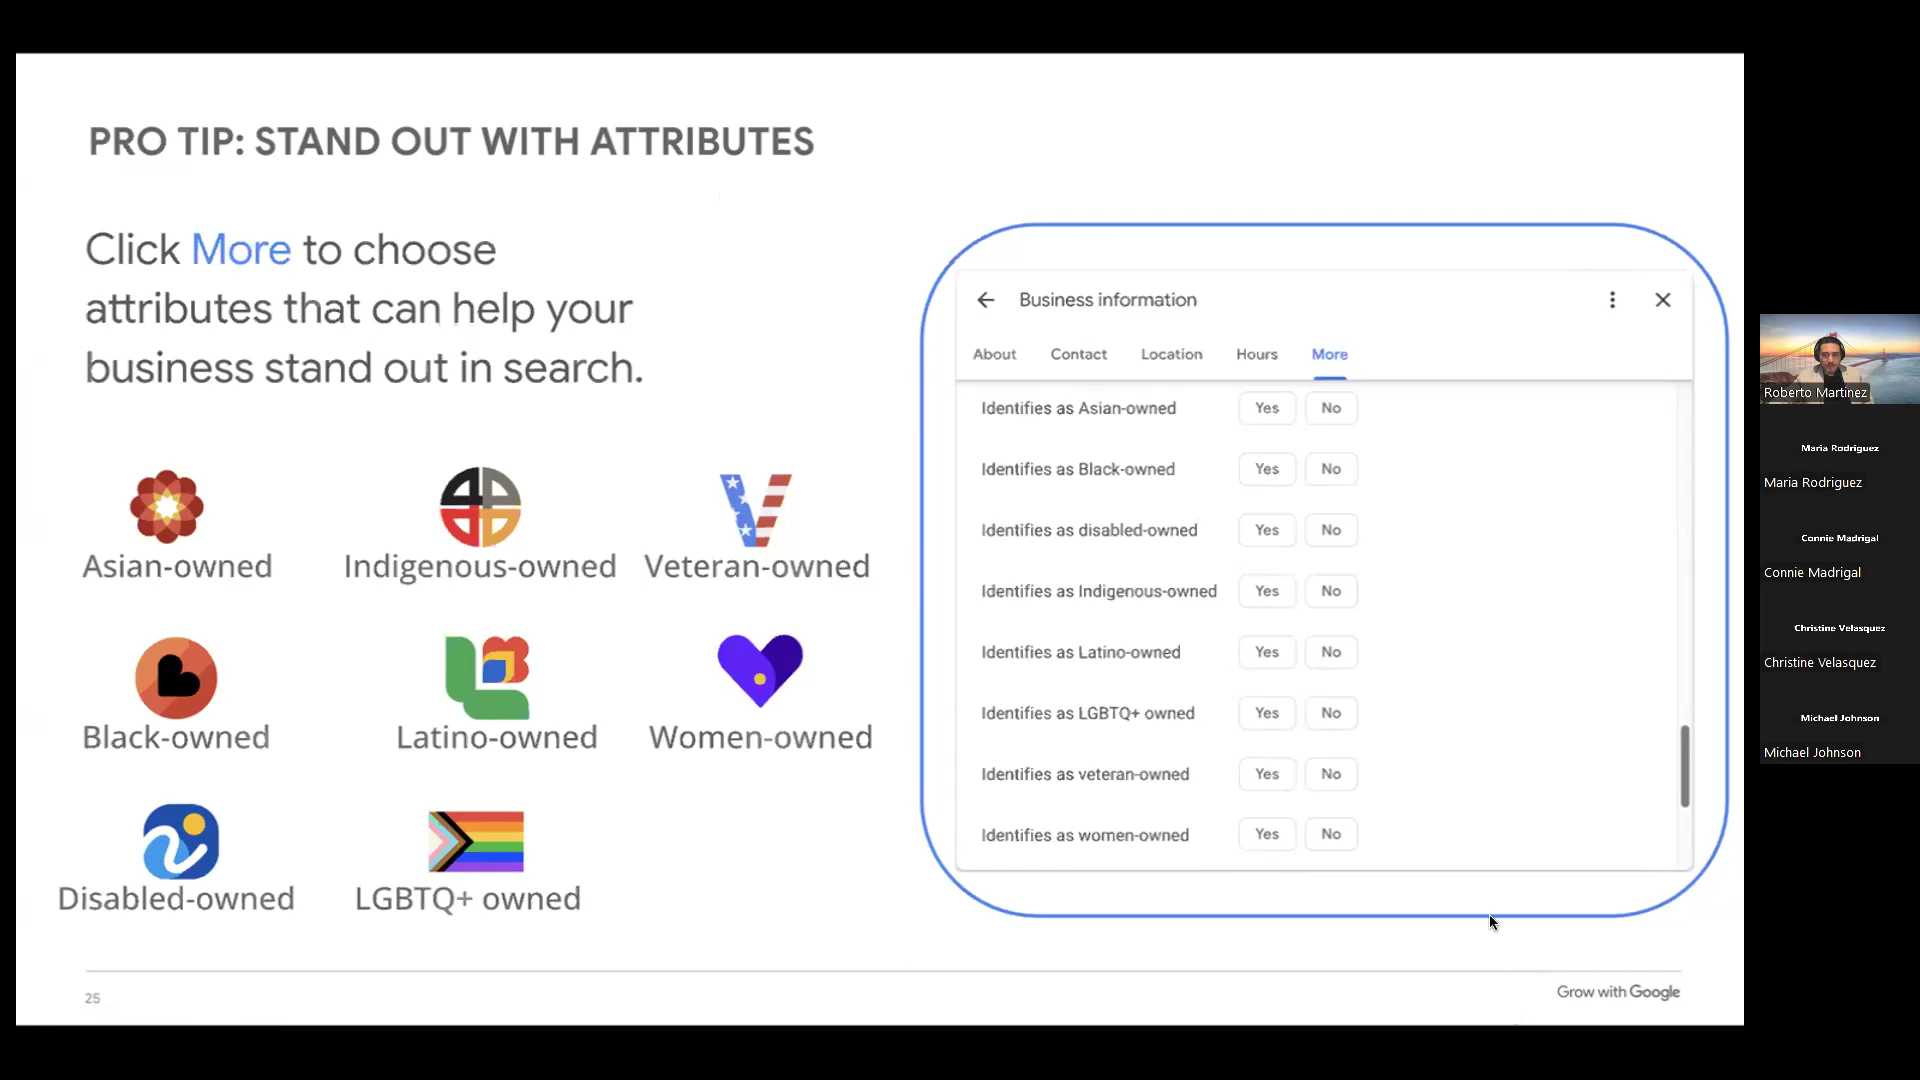 PRO TIP: STAND OUT WITH ATTRIBUTES
Click More to choose
attributes that can help your
business stand out in search.
Asian-owned
Indigenous-owned
Veteran-owned
Black-owned
Latino-owned
Women-owned
Disabled-owned
LGBTQ+ owned
Business information
About Contact Location Hours More
Identifies as Asian-owned Yes No
Identifies as Black-owned Yes No
Identifies as disabled-owned Yes No
Identifies as Indigenous-owned Yes No
Identifies as Latino-owned Yes No
Identifies as LGBTQ+ owned Yes No
Identifies as veteran-owned Yes No
Identifies as women-owned Yes No
25
Grow with Google
Roberto Martinez
Maria Rodriguez
Maria Rodriguez
Connie Madrigal
Connie Madrigal
Christine Velasquez
Christine Velasquez
Michael Johnson
Michael Johnson